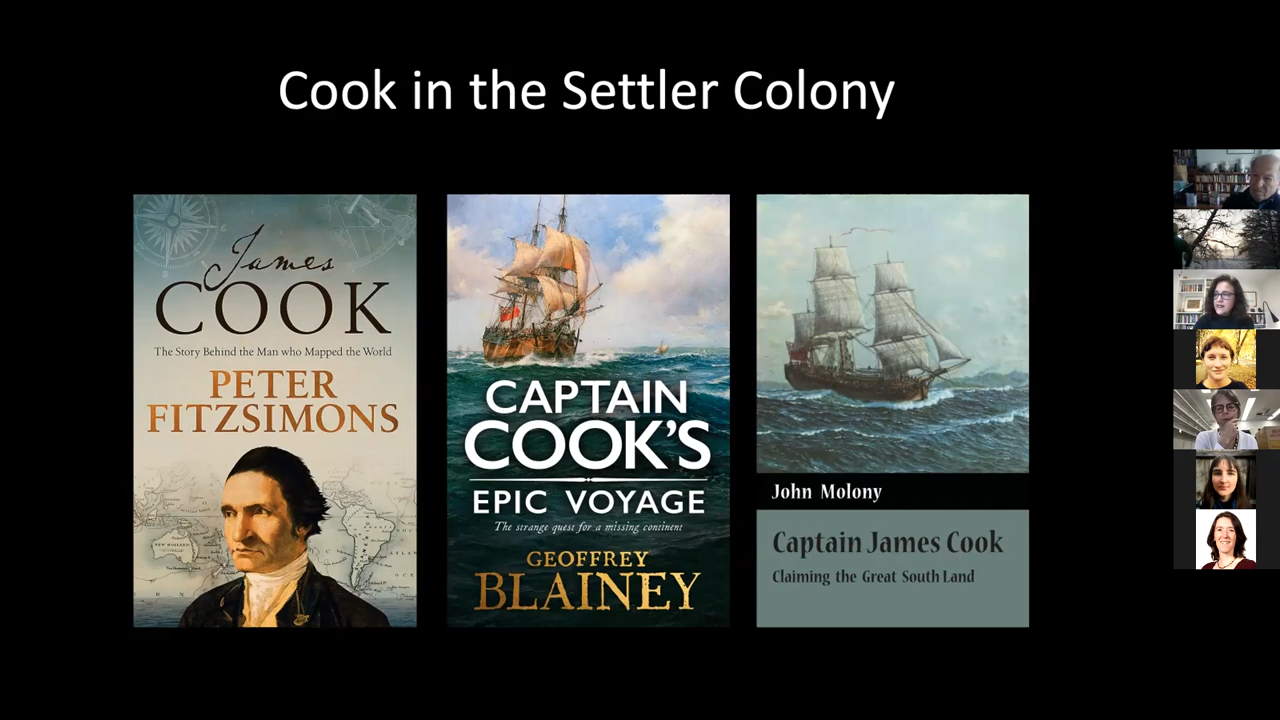 Cook in the Settler Colony
James
COOK
The Story Behind the Man who Mapped the World
PETER
FITZSIMONS
NEW HOLLAND
CAPTAIN
COOK'S
EPIC VOYAGE
The strange quest for a missing continent
GEOFFREY
BLAINEY
John Molony
Captain James Cook
Claiming the Great South Land